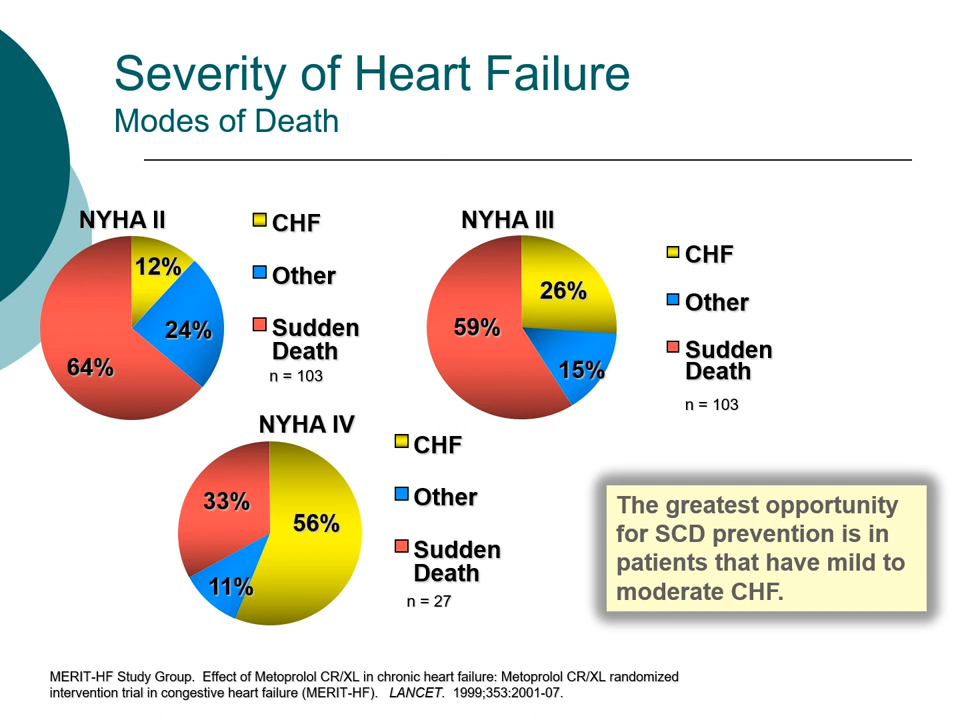 Severity of Heart Failure
Modes of Death
NYHA II
12%
24%
64%
CHF
Other
Sudden
Death
n = 103
NYHA III
26%
59%
15%
CHF
Other
Sudden
Death
n = 103
NYHA IV
33%
56%
11%
CHF
Other
Sudden
Death
n = 27
The greatest opportunity
for SCD prevention is in
patients that have mild to
moderate CHF.
MERIT-HF Study Group. Effect of Metoprolol CR/XL in chronic heart failure: Metoprolol CR/XL randomized
intervention trial in congestive heart failure (MERIT-HF). LANCET. 1999;353:2001-07.